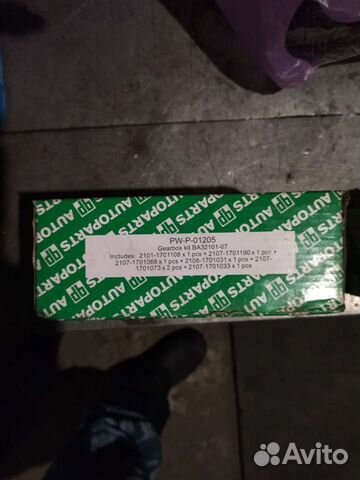 AUTOPARTS
PW-P-01205
Gearbox kit BA32101-07
Includes: 2101-1701108 x 1 pcs + 2107-1701190 x 1 pcs +
2107-1701068 x 1 pcs + 2108-1701031 x 1 pcs + 2107-
1701073 x 2 pcs + 2107-1701033 x 1 pcs
AUTOPARTS
Avito